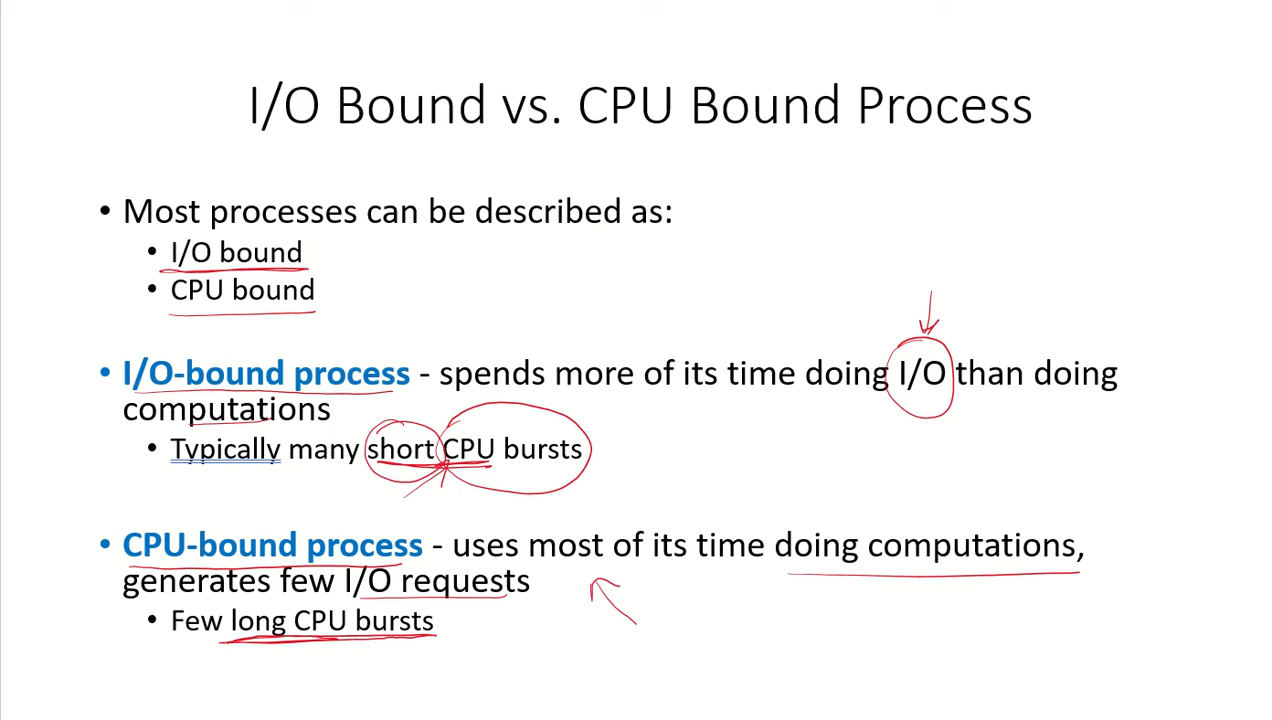 I/O Bound vs. CPU Bound Process
• Most processes can be described as:
• I/O bound
• CPU bound
• I/O-bound process - spends more of its time doing I/O than doing
computations
• Typically many short CPU bursts
• CPU-bound process - uses most of its time doing computations,
generates few I/O requests
• Few long CPU bursts